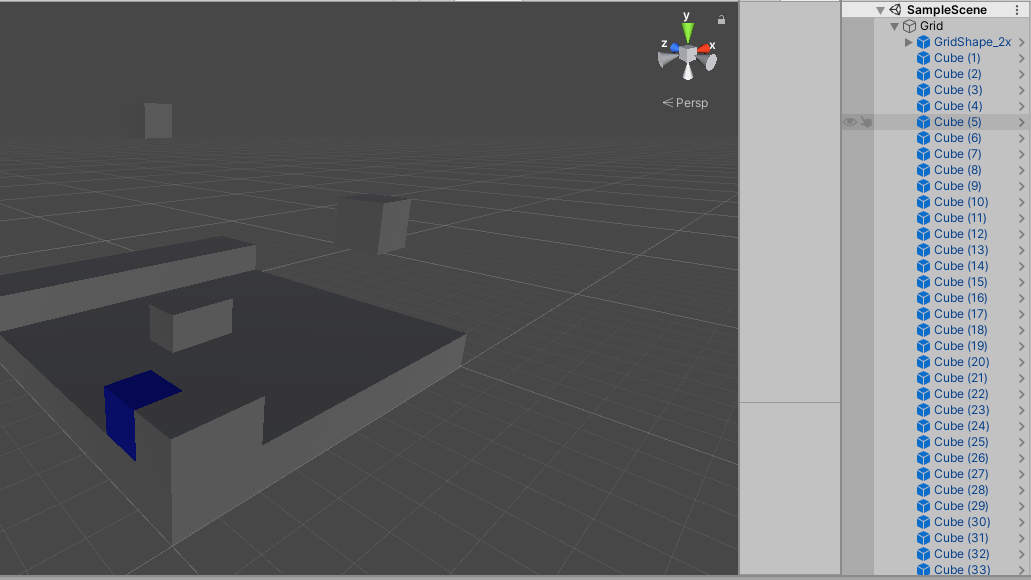 y
z
x
Persp
SampleScene
Grid
GridShape_2x
Cube (1)
Cube (2)
Cube (3)
Cube (4)
Cube (5)
Cube (6)
Cube (7)
Cube (8)
Cube (9)
Cube (10)
Cube (11)
Cube (12)
Cube (13)
Cube (14)
Cube (15)
Cube (16)
Cube (17)
Cube (18)
Cube (19)
Cube (20)
Cube (21)
Cube (22)
Cube (23)
Cube (24)
Cube (25)
Cube (26)
Cube (27)
Cube (28)
Cube (29)
Cube (30)
Cube (31)
Cube (32)
Cube (33)